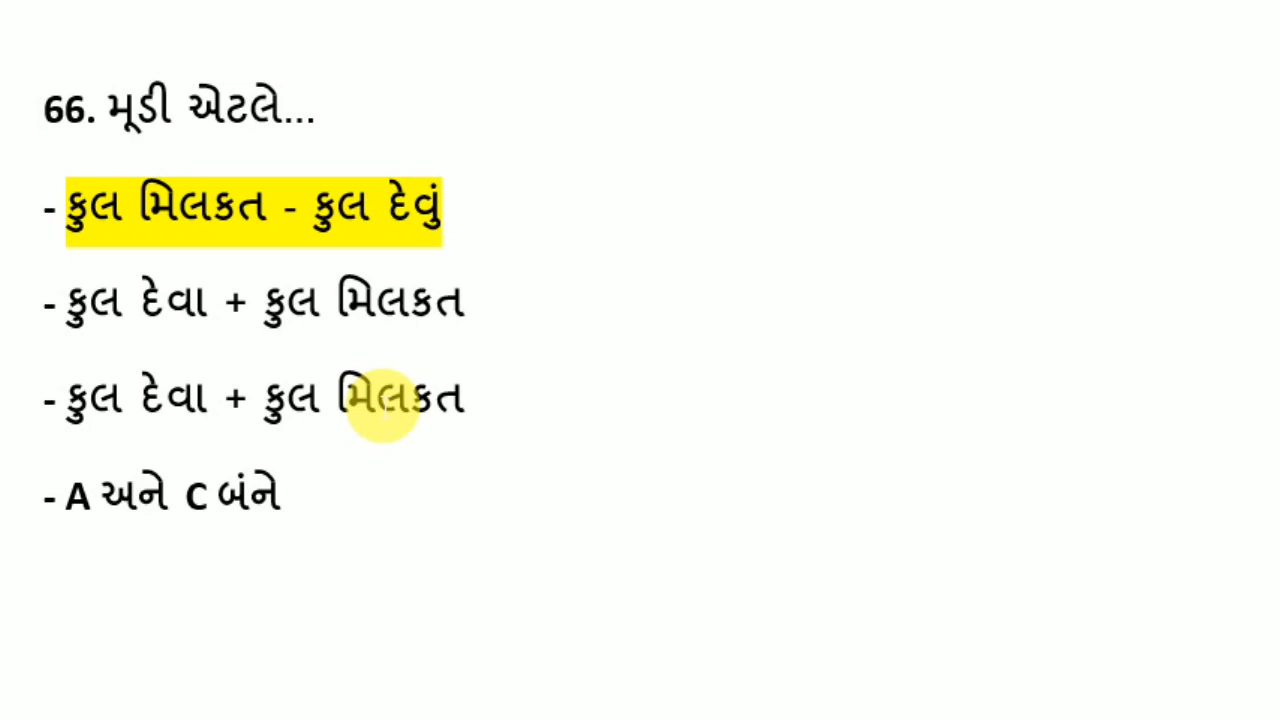 66. મૂડી એટલે...
- કુલ મિલકત - કુલ દેવું
- કુલ દેવા + કુલ મિલકત
- કુલ દેવા + કુલ મિલકત
- A અને C બંને